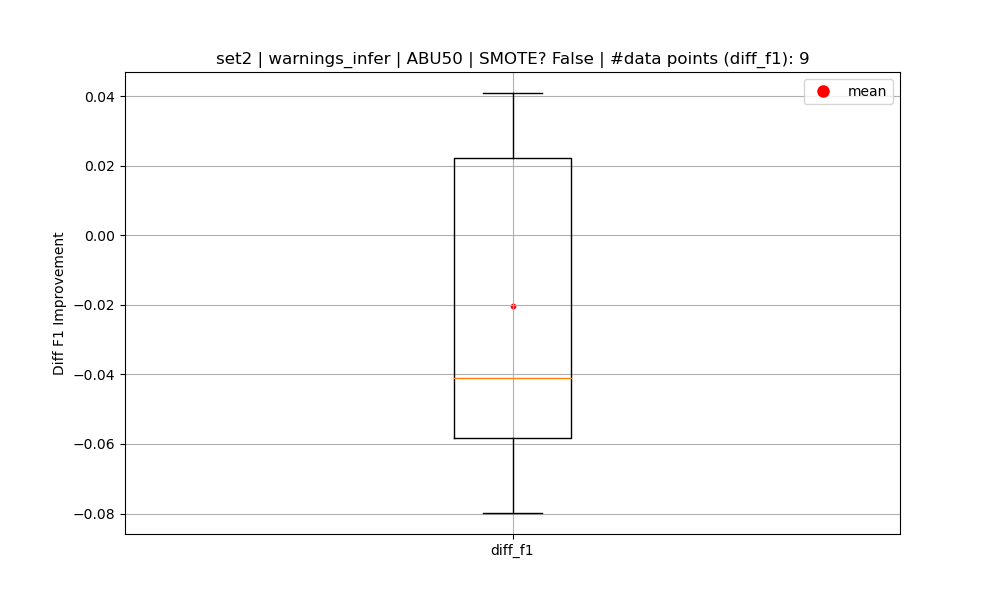 set2 | warnings_infer | ABU50 | SMOTE? False | #data points (diff_f1): 9
mean
0.04
0.02
0.00
−0.02
−0.04
−0.06
−0.08
Diff F1 Improvement
diff_f1